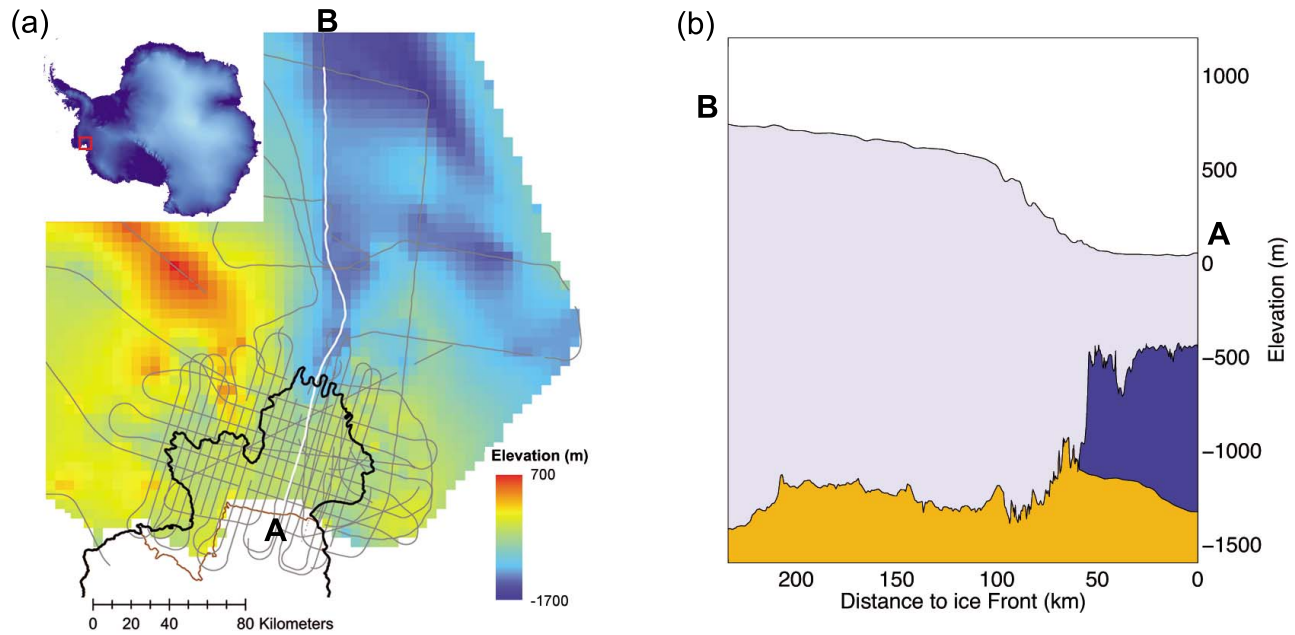 (a)
B
A
Elevation (m)
700
-1700
0 20 40 80 Kilometers
(b)
B
A
1000
500
0
−500
−1000
−1500
Elevation (m)
200 150 100 50 0
Distance to ice Front (km)